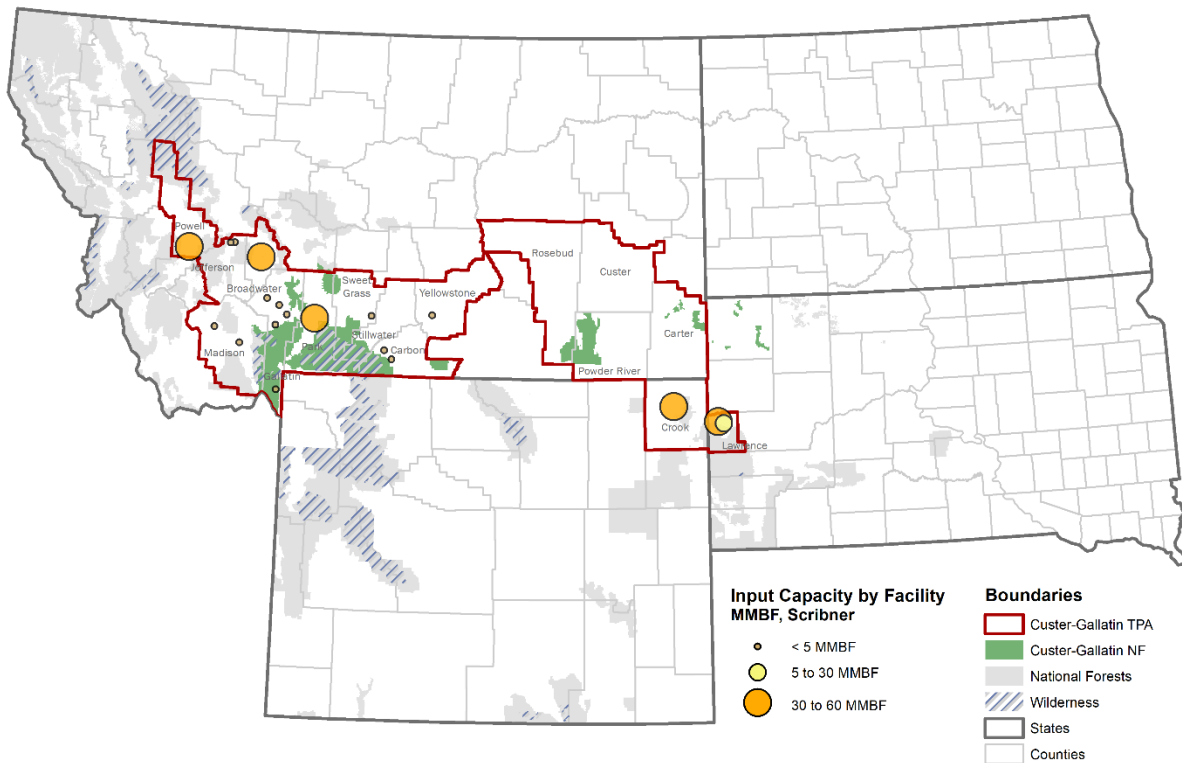 Powell
Jefferson
Broadwater
Sweet
Grass
Yellowstone
Rosebud
Custer
Madison
Park
Stillwater
Carbon
Carter
Gallatin
Powder River
Crook
Lawrence
Input Capacity by Facility
MMBF, Scribner
< 5 MMBF
5 to 30 MMBF
30 to 60 MMBF
Boundaries
Custer-Gallatin TPA
Custer-Gallatin NF
National Forests
Wilderness
States
Counties